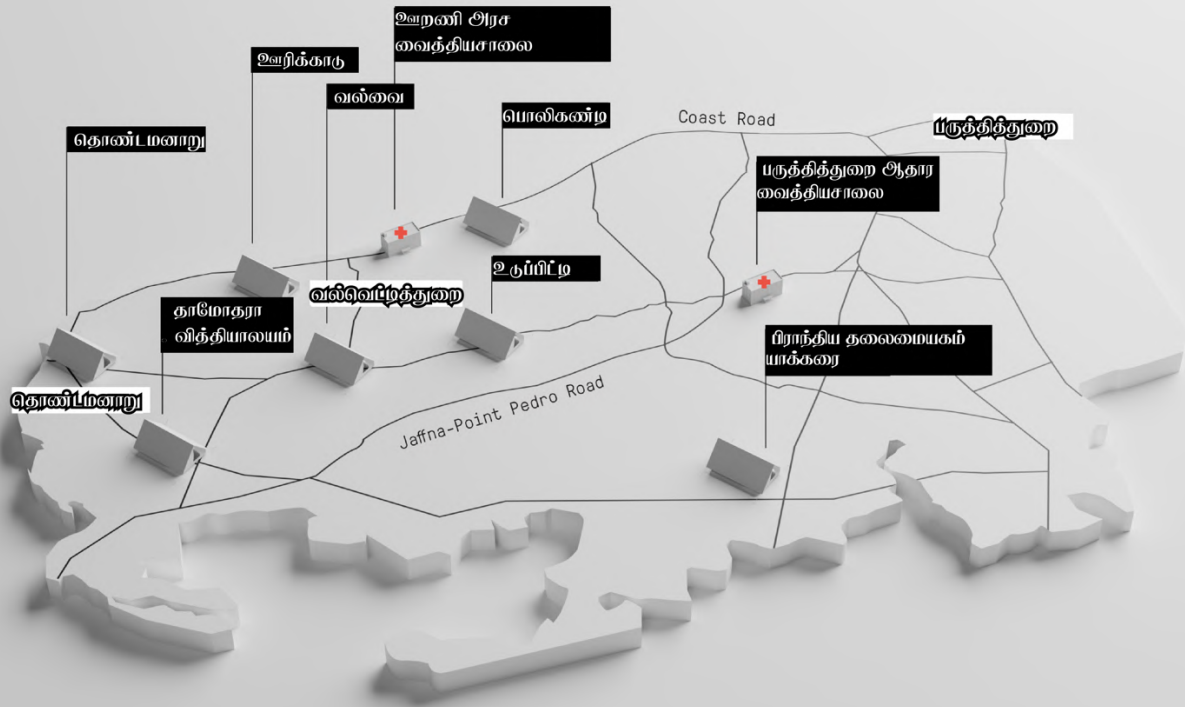 ஊறணி அரச
வைத்தியசாலை
ஊரிக்காடு
வல்வை
பொலிகண்டி
தொண்டமனாறு
Coast Road
பருத்தித்துறை
பருத்தித்துறை ஆதார
வைத்தியசாலை
உடுப்பிட்டி
வல்வெட்டித்துறை
தாமோதரா
வித்தியாலயம்
பிராந்திய தலைமையகம்
யாக்கரை
தொண்டமனாறு
Jaffna-Point Pedro Road